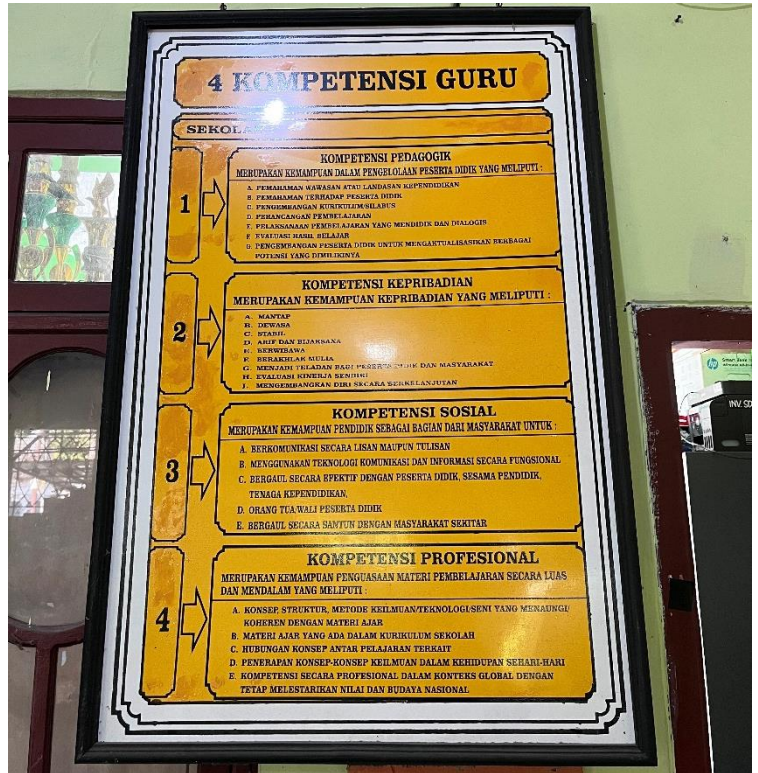 4 KOMPETENSI GURU
SEKOLA
1
KOMPETENSI PEDAGOGIK
MERUPAKAN KEMAMPUAN DALAM PENGELOLAAN PESERTA DIDIK YANG MELIPUTI :
A. PEMAHAMAN WAWASAN ATAU LANDASAN KEPENDIDIKAN
B. PEMAHAMAN TERHADAP PESERTA DIDIK
C. PENGEMBANGAN KURIKULUM/SILABUS
D. PERANCANGAN PEMBELAJARAN
E. PELAKSANAAN PEMBELAJARAN YANG MENDIDIK DAN DIALOGIS
F. EVALUASI HASIL BELAJAR
G. PENGEMBANGAN PESERTA DIDIK UNTUK MENGAKTUALISASIKAN BERBAGAI
POTENSI YANG DIMILIKINYA
2
KOMPETENSI KEPRIBADIAN
MERUPAKAN KEMAMPUAN KEPRIBADIAN YANG MELIPUTI :
A. MANTAP
B. DEWASA
C. STABIL
D. ARIF DAN BIJAKSANA
E. BERWIBAWA
F. BERAKHLAK MULIA
G. MENJADI TELADAN BAGI PESERTA DIDIK DAN MASYARAKAT
H. EVALUASI KINERJA SENDIRI
I. MENGEMBANGKAN DIRI SECARA BERKELANJUTAN
3
KOMPETENSI SOSIAL
MERUPAKAN KEMAMPUAN PENDIDIK SEBAGAI BAGIAN DARI MASYARAKAT UNTUK :
A. BERKOMUNIKASI SECARA LISAN MAUPUN TULISAN
B. MENGGUNAKAN TEKNOLOGI KOMUNIKASI DAN INFORMASI SECARA FUNGSIONAL
C. BERGAUL SECARA EFEKTIF DENGAN PESERTA DIDIK, SESAMA PENDIDIK,
TENAGA KEPENDIDIKAN,
D. ORANG TUA/WALI PESERTA DIDIK
E. BERGAUL SECARA SANTUN DENGAN MASYARAKAT SEKITAR
4
KOMPETENSI PROFESIONAL
MERUPAKAN KEMAMPUAN PENGUASAAN MATERI PEMBELAJARAN SECARA LUAS
DAN MENDALAM YANG MELIPUTI :
A. KONSEP, STRUKTUR, METODE KEILMUAN/TEKNOLOGI/SENI YANG MENAUNGI/
KOHEREN DENGAN MATERI AJAR
B. MATERI AJAR YANG ADA DALAM KURIKULUM SEKOLAH
C. HUBUNGAN KONSEP ANTAR PELAJARAN TERKAIT
D. PENERAPAN KONSEP-KONSEP KEILMUAN DALAM KEHIDUPAN SEHARI-HARI
E. KOMPETENSI SECARA PROFESIONAL DALAM KONTEKS GLOBAL DENGAN
TETAP MELESTARIKAN NILAI DAN BUDAYA NASIONAL
hp
INV. SD